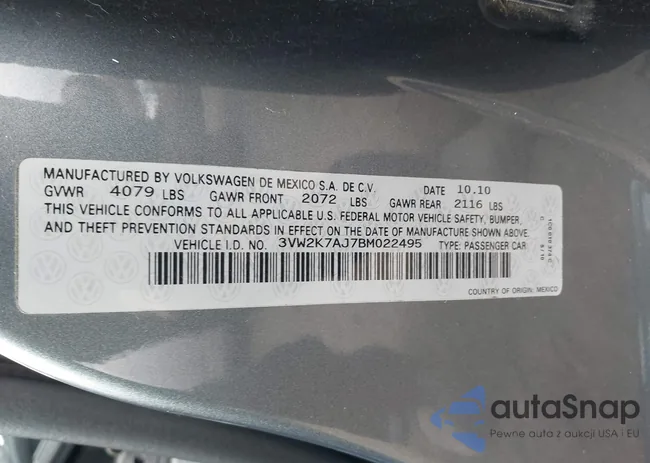 MANUFACTURED BY VOLKSWAGEN DE MEXICO S.A. DE C.V. DATE 10.10
GVWR 4079 LBS GAWR FRONT 2072 LBS GAWR REAR 2116 LBS
THIS VEHICLE CONFORMS TO ALL APPLICABLE U.S. FEDERAL MOTOR VEHICLE SAFETY, BUMPER,
AND THEFT PREVENTION STANDARDS IN EFFECT ON THE DATE OF MANUFACTURE SHOWN ABOVE.
VEHICLE I.D. NO. 3VW2K7AJ7BM022495 TYPE: PASSENGER CAR
COUNTRY OF ORIGIN: MEXICO
autaSnap
Pewne auta z aukcji USA i EU